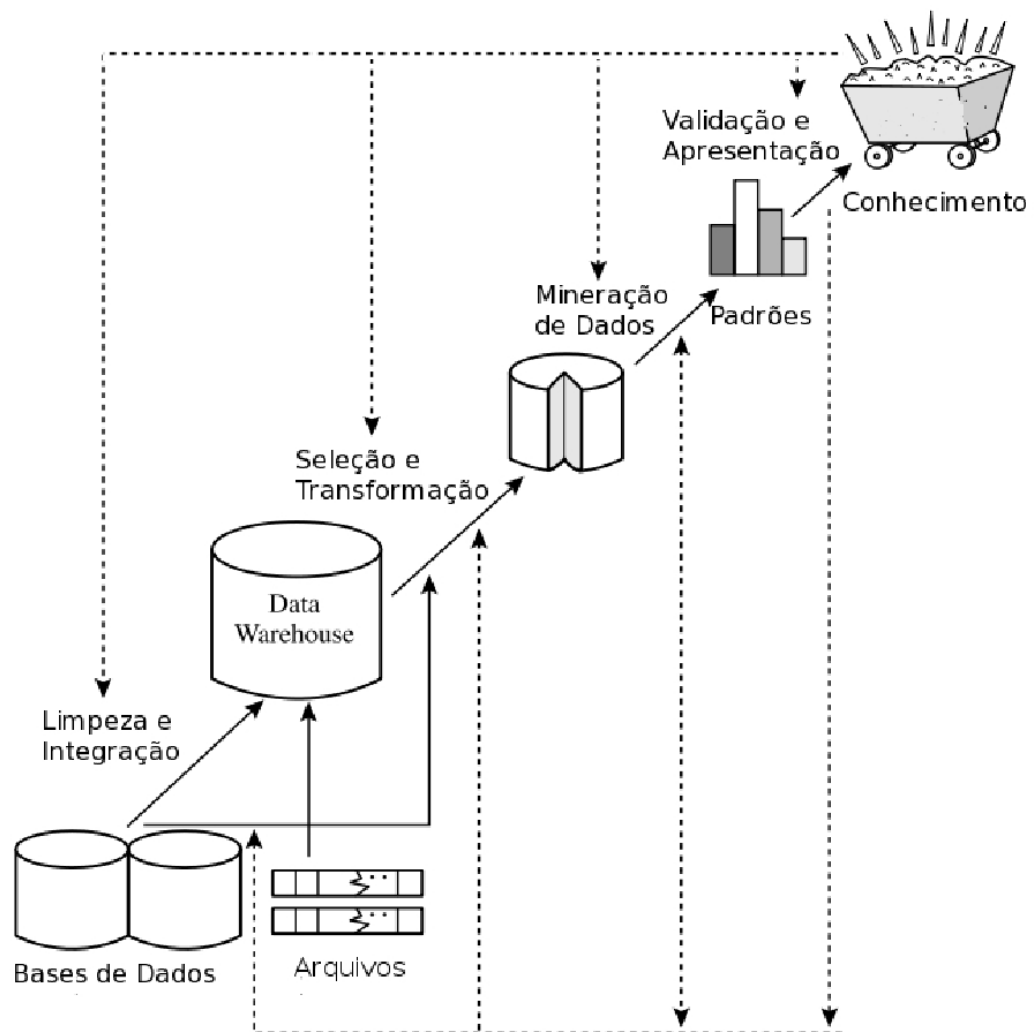 Validação e
Apresentação
Conhecimento
Mineração
de Dados
Padrões
Seleção e
Transformação
Data
Warehouse
Limpeza e
Integração
Bases de Dados
Arquivos